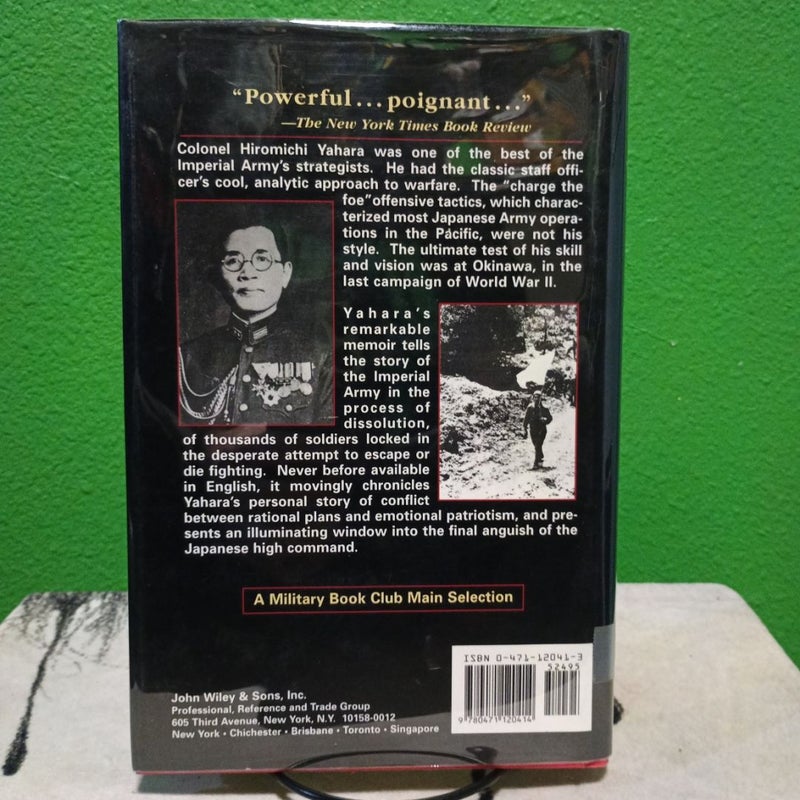 “Powerful... poignant...”
—The New York Times Book Review
Colonel Hiromichi Yahara was one of the best of the
Imperial Army's strategists. He had the classic staff offi-
cer's cool, analytic approach to warfare. The “charge the
foe” offensive tactics, which charac-
terized most Japanese Army opera-
tions in the Pacific, were not his
style. The ultimate test of his skill
and vision was at Okinawa, in the
last campaign of World War II.
Yahara's
remarkable
memoir tells
the story of
the Imperial
Army in the
process of
dissolution,
of thousands of soldiers locked in
the desperate attempt to escape or
die fighting. Never before available
in English, it movingly chronicles
Yahara's personal story of conflict
between rational plans and emotional patriotism, and pre-
sents an illuminating window into the final anguish of the
Japanese high command.
A Military Book Club Main Selection
John Wiley & Sons, Inc.
Professional, Reference and Trade Group
605 Third Avenue, New York, N.Y. 10158-0012
New York • Chichester • Brisbane • Toronto • Singapore
ISBN 0-471-12041-3
52495
9 780471 120414